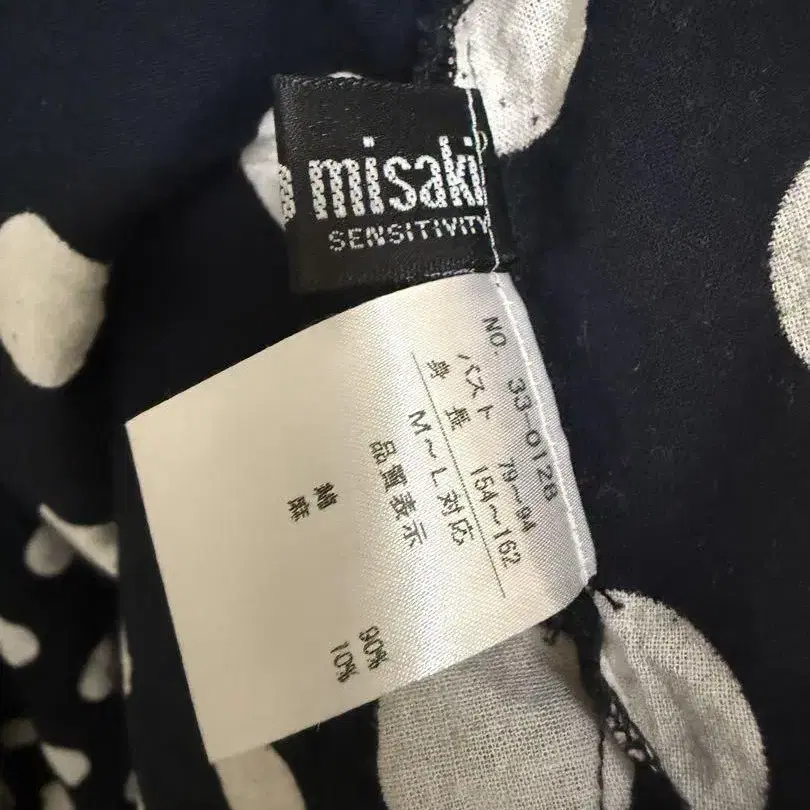 misaki
SENSITIVITY
NO. 33-0128
バスト 79~94
身長 154~162
M~L対応
品質表示
綿 90%
麻 10%